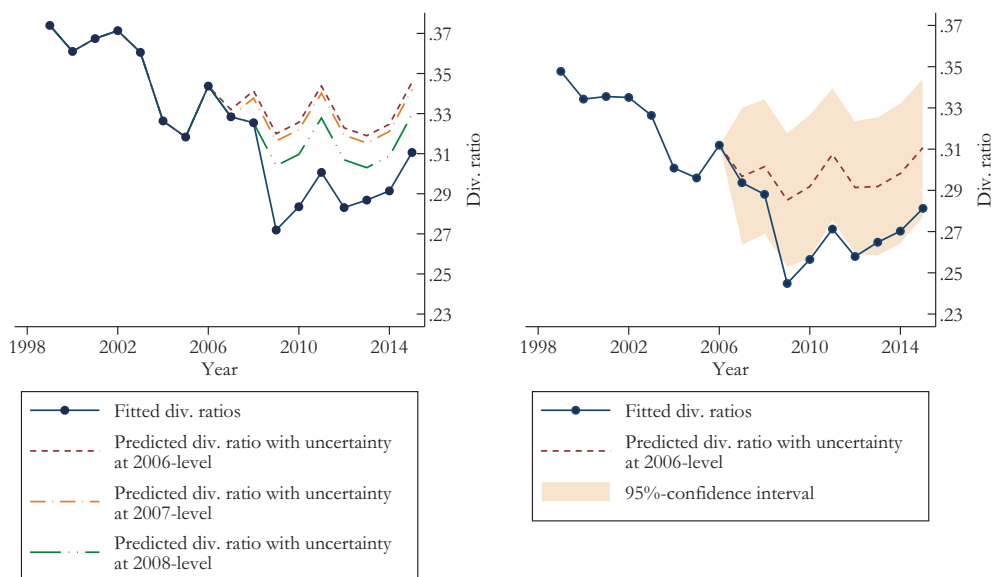 .37
.35
.33
.31
.29
.27
.25
.23
Div. ratio
1998
2002
2006
2010
2014
Year
Fitted div. ratios
Predicted div. ratio with uncertainty
at 2006-level
Predicted div. ratio with uncertainty
at 2007-level
Predicted div. ratio with uncertainty
at 2008-level
.37
.35
.33
.31
.29
.27
.25
.23
Div. ratio
1998
2002
2006
2010
2014
Year
Fitted div. ratios
Predicted div. ratio with uncertainty
at 2006-level
95%-confidence interval